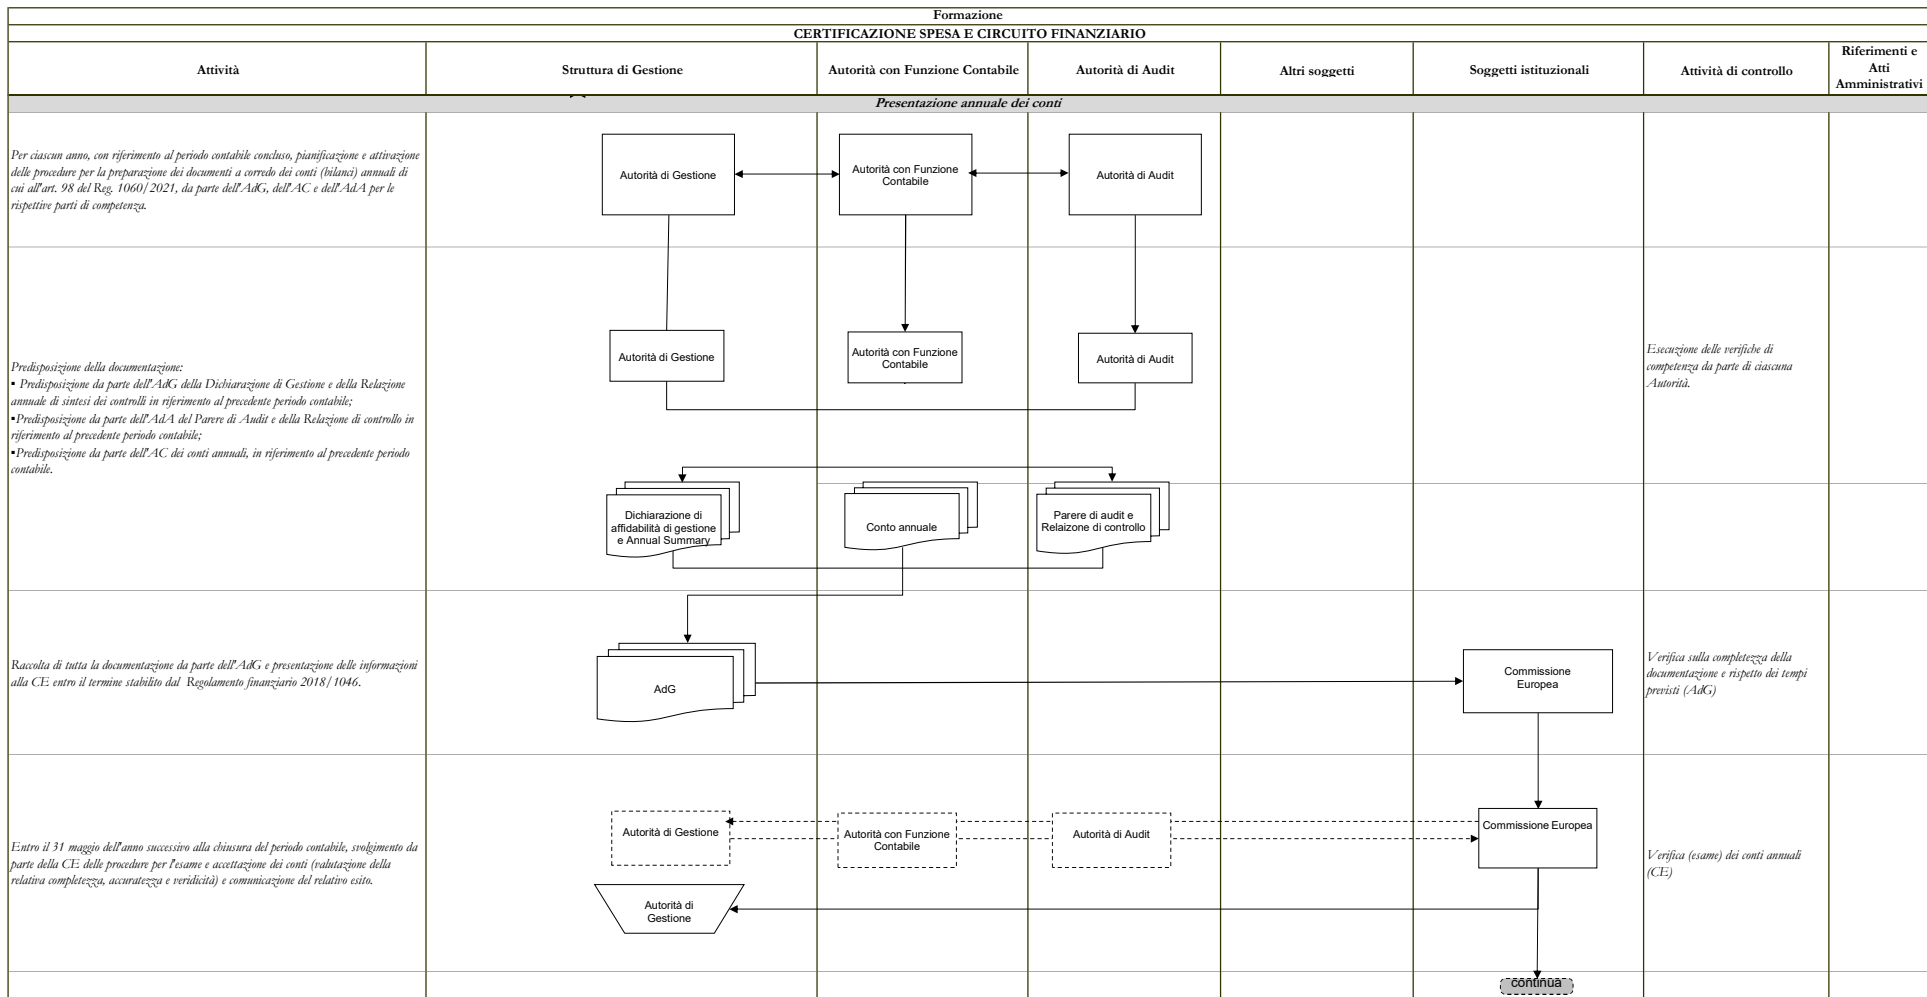 Formazione
CERTIFICAZIONE SPESA E CIRCUITO FINANZIARIO
Attività
Struttura di Gestione
Autorità con Funzione Contabile
Autorità di Audit
Altri soggetti
Soggetti istituzionali
Attività di controllo
Riferimenti e
Atti
Amministrativi
Presentazione annuale dei conti
Per ciascun anno, con riferimento al periodo contabile concluso, pianificazione e attivazione
delle procedure per la preparazione dei documenti a corredo dei conti (bilanci) annuali di
cui all'art. 98 del Reg. 1060/2021, da parte dell'AdG, dell'AC e dell'AdA per le
rispettive parti di competenza.
Autorità di Gestione
Autorità con Funzione
Contabile
Autorità di Audit
Predisposizione della documentazione:
▪ Predisposizione da parte dell'AdG della Dichiarazione di Gestione e della Relazione
annuale di sintesi dei controlli in riferimento al precedente periodo contabile;
▪Predisposizione da parte dell'AdA del Parere di Audit e della Relazione di controllo in
riferimento al precedente periodo contabile;
▪Predisposizione da parte dell'AC dei conti annuali, in riferimento al precedente periodo
contabile.
Autorità di Gestione
Autorità con Funzione
Contabile
Autorità di Audit
Esecuzione delle verifiche di
competenza da parte di ciascuna
Autorità.
Dichiarazione di
affidabilità di gestione
e Annual Summary
Conto annuale
Parere di audit e
Relaizone di controllo
Raccolta di tutta la documentazione da parte dell'AdG e presentazione delle informazioni
alla CE entro il termine stabilito dal Regolamento finanziario 2018/1046.
AdG
Commissione
Europea
Verifica sulla completezza della
documentazione e rispetto dei tempi
previsti (AdG)
Entro il 31 maggio dell'anno successivo alla chiusura del periodo contabile, svolgimento da
parte della CE delle procedure per l'esame e accettazione dei conti (valutazione della
relativa completezza, accuratezza e veridicità) e comunicazione del relativo esito.
Autorità di Gestione
Autorità con Funzione
Contabile
Autorità di Audit
Commissione Europea
Verifica (esame) dei conti annuali
(CE)
Autorità di
Gestione
continua